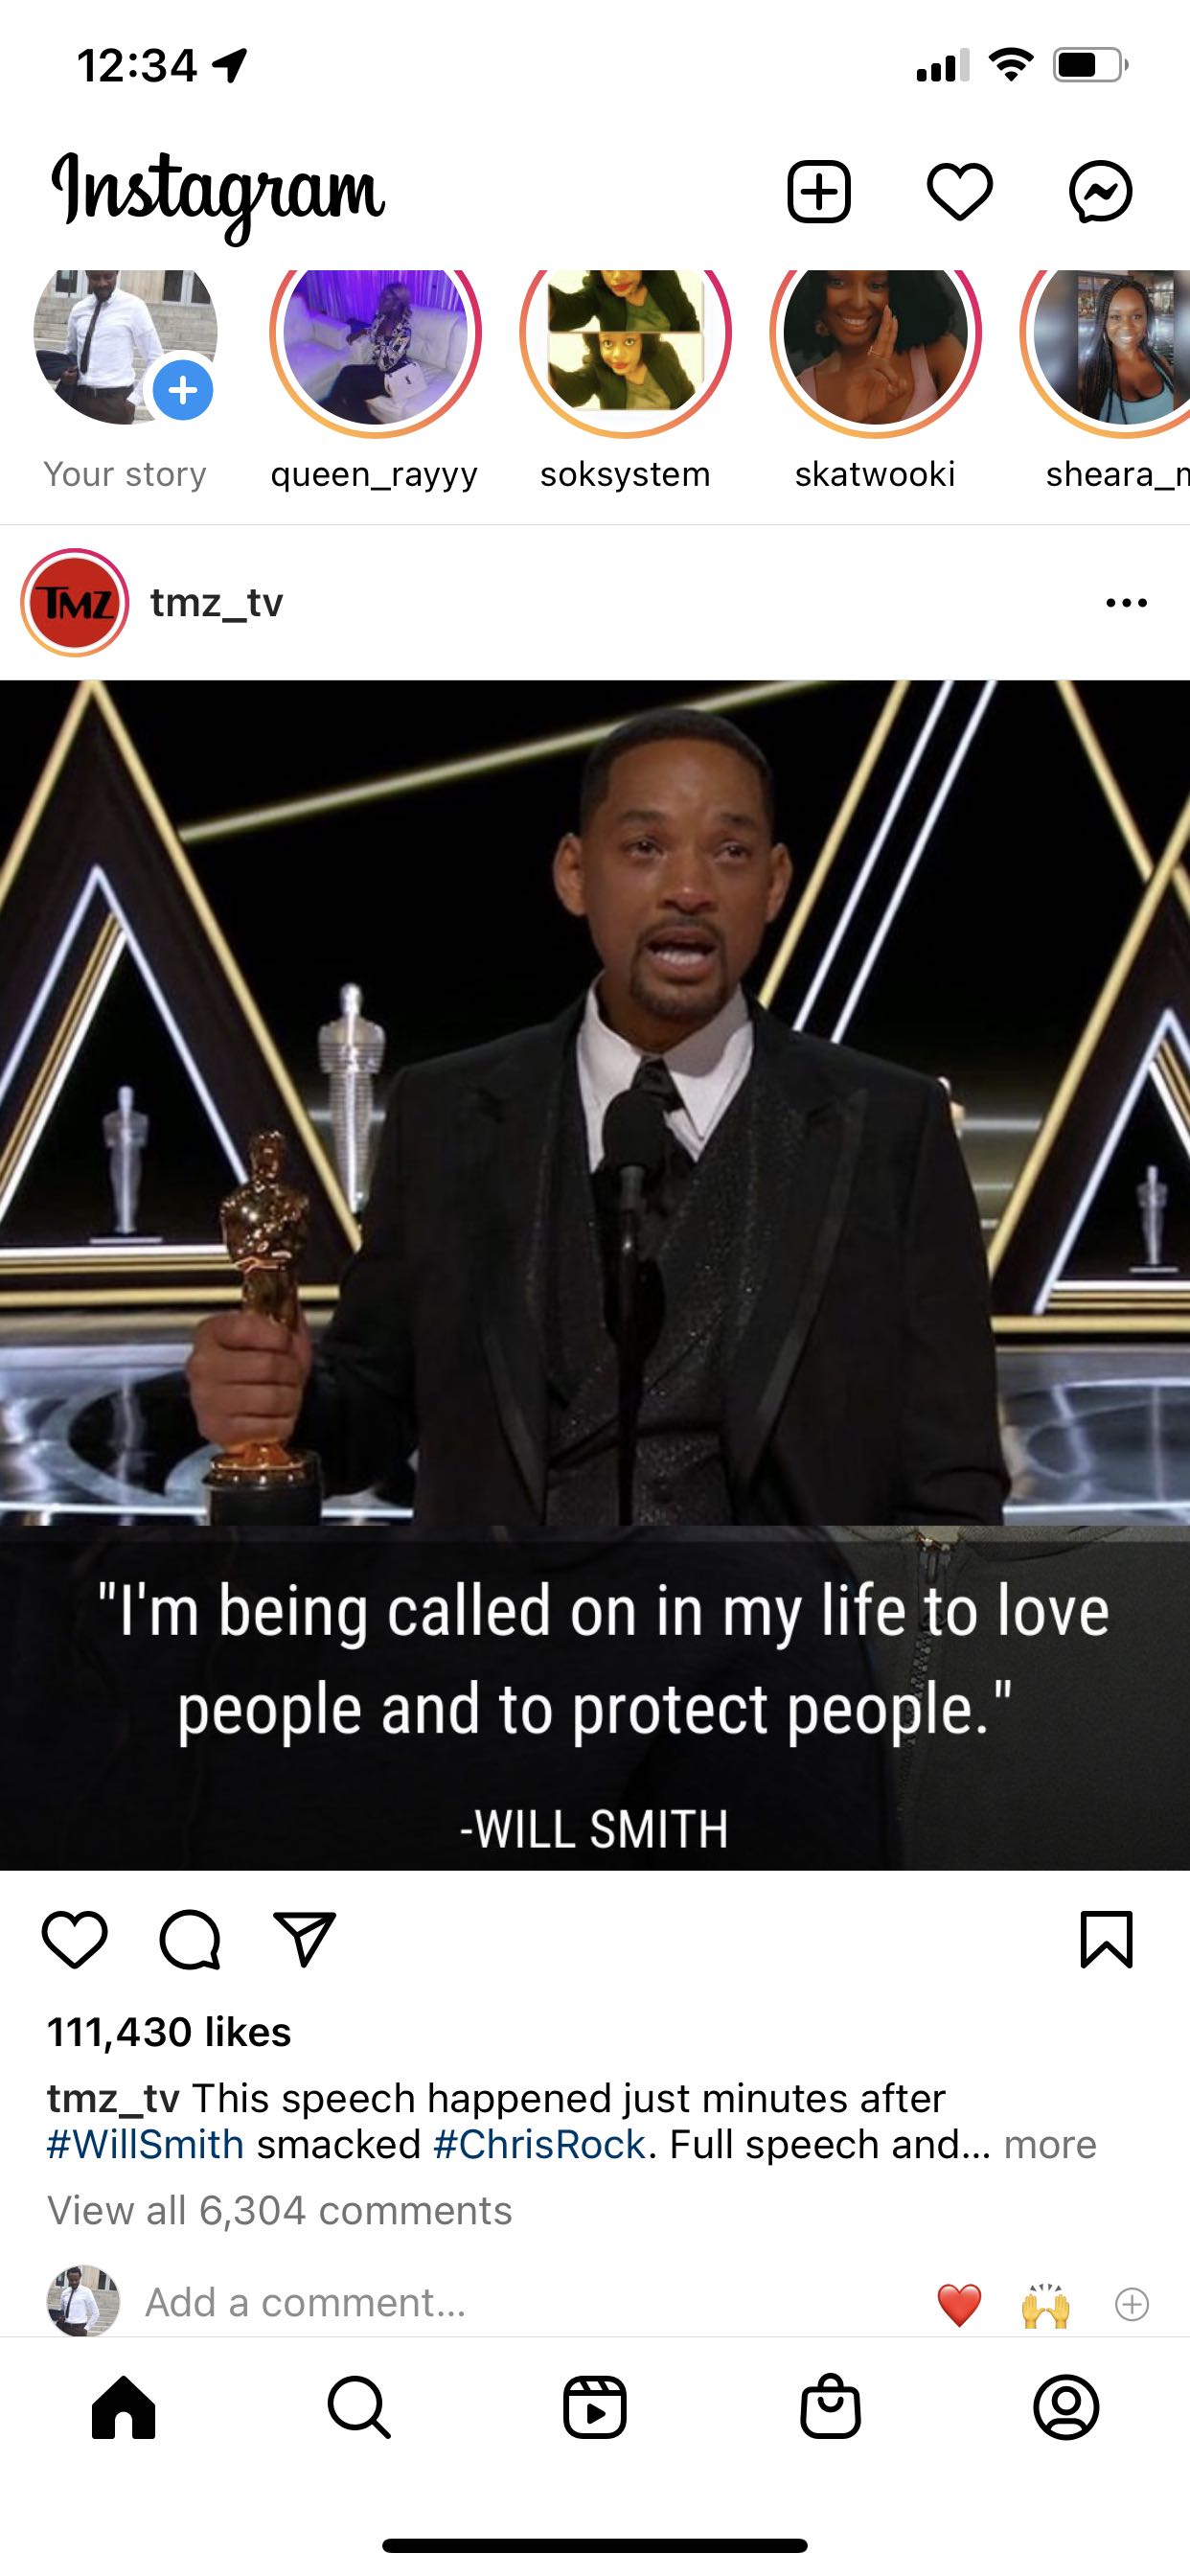 12:34
Instagram
Your story
queen_rayyy
soksystem
skatwooki
sheara_
TMZ
tmz_tv
"I'm being called on in my life to love
people and to protect people."
-WILL SMITH
111,430 likes
tmz_tv This speech happened just minutes after
#WillSmith smacked #ChrisRock. Full speech and... more
View all 6,304 comments
Add a comment...